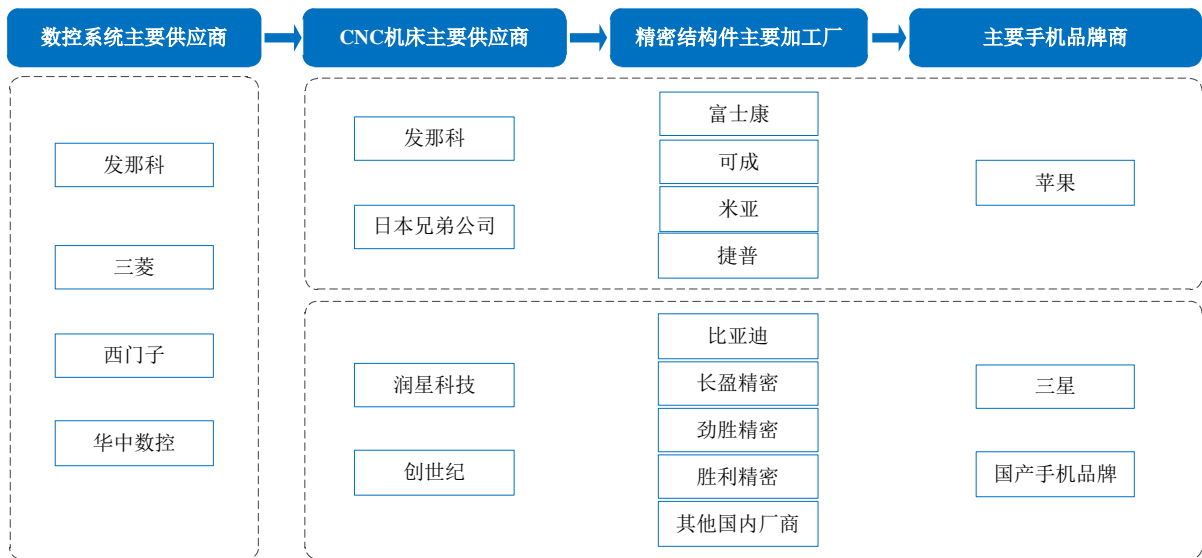 数控系统主要供应商
CNC机床主要供应商
精密结构件主要加工厂
主要手机品牌商
发那科
三菱
西门子
华中数控
发那科
日本兄弟公司
富士康
可成
米亚
捷普
苹果
润星科技
创世纪
比亚迪
长盈精密
劲胜精密
胜利精密
其他国内厂商
三星
国产手机品牌